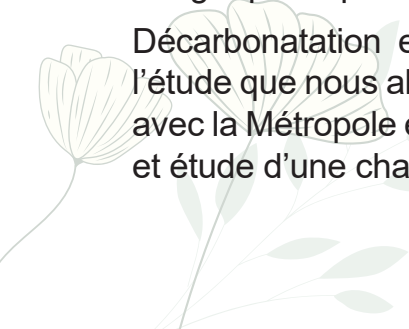 Décarbonatation e
l’étude que nous al
avec la Métropole e
et étude d’une cha